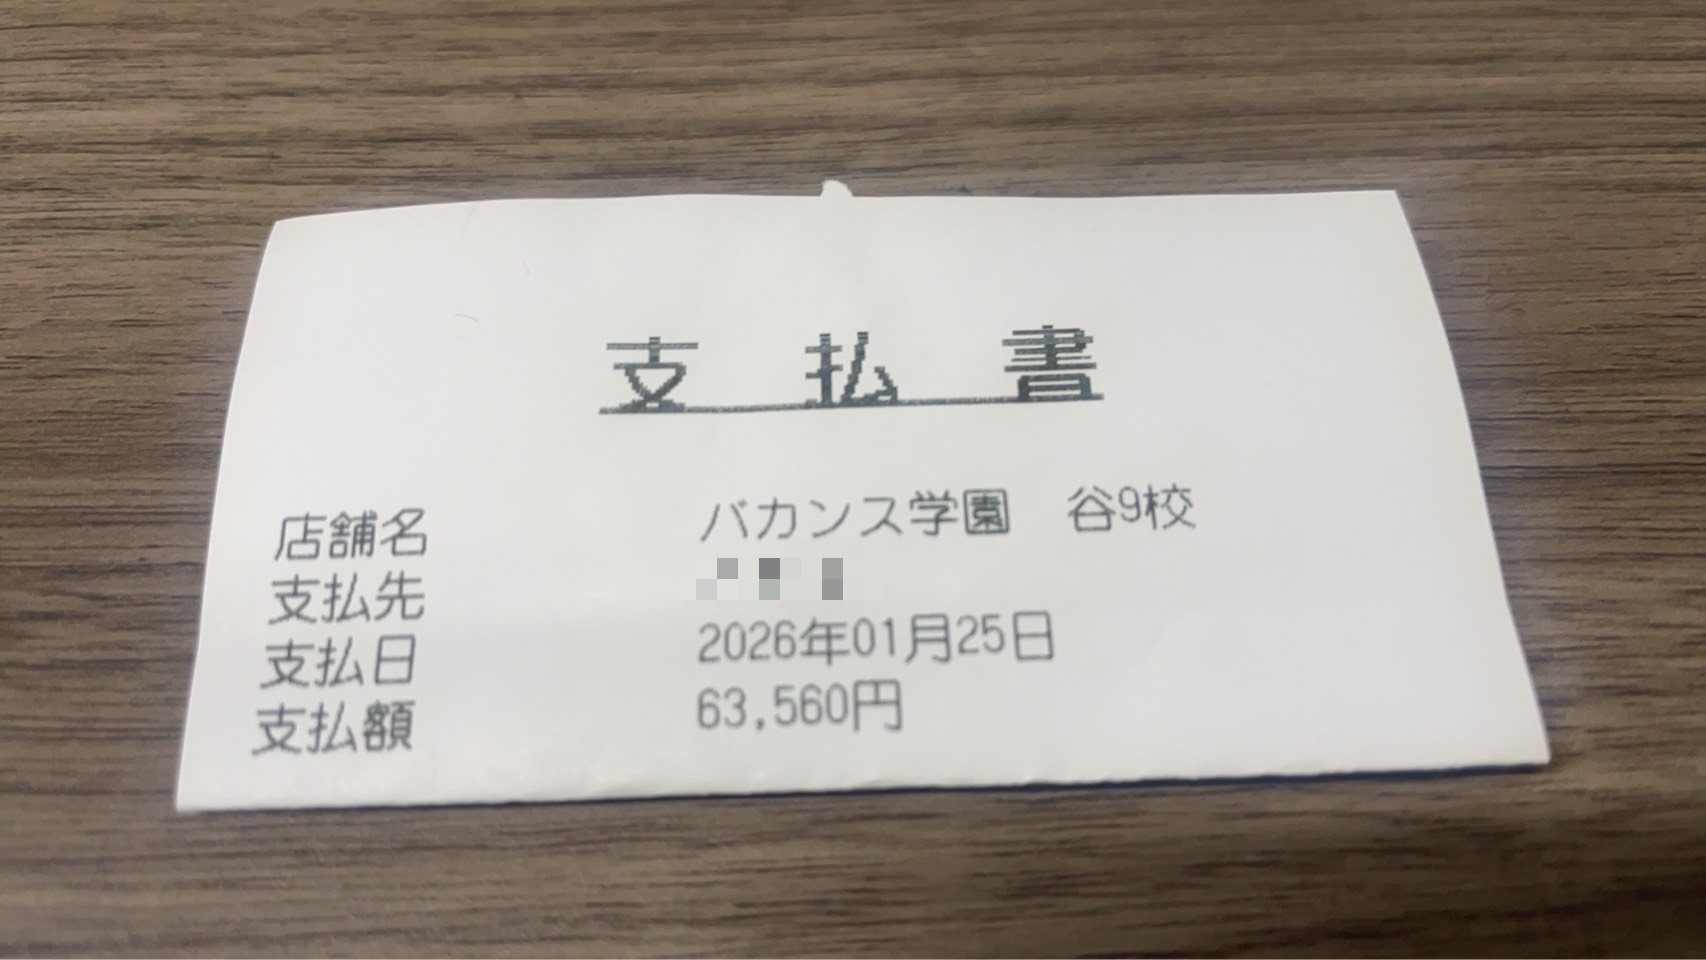 支払書
店舗名 バカンス学園 谷9校
支払先
支払日 2026年01月25日
支払額 63,560円